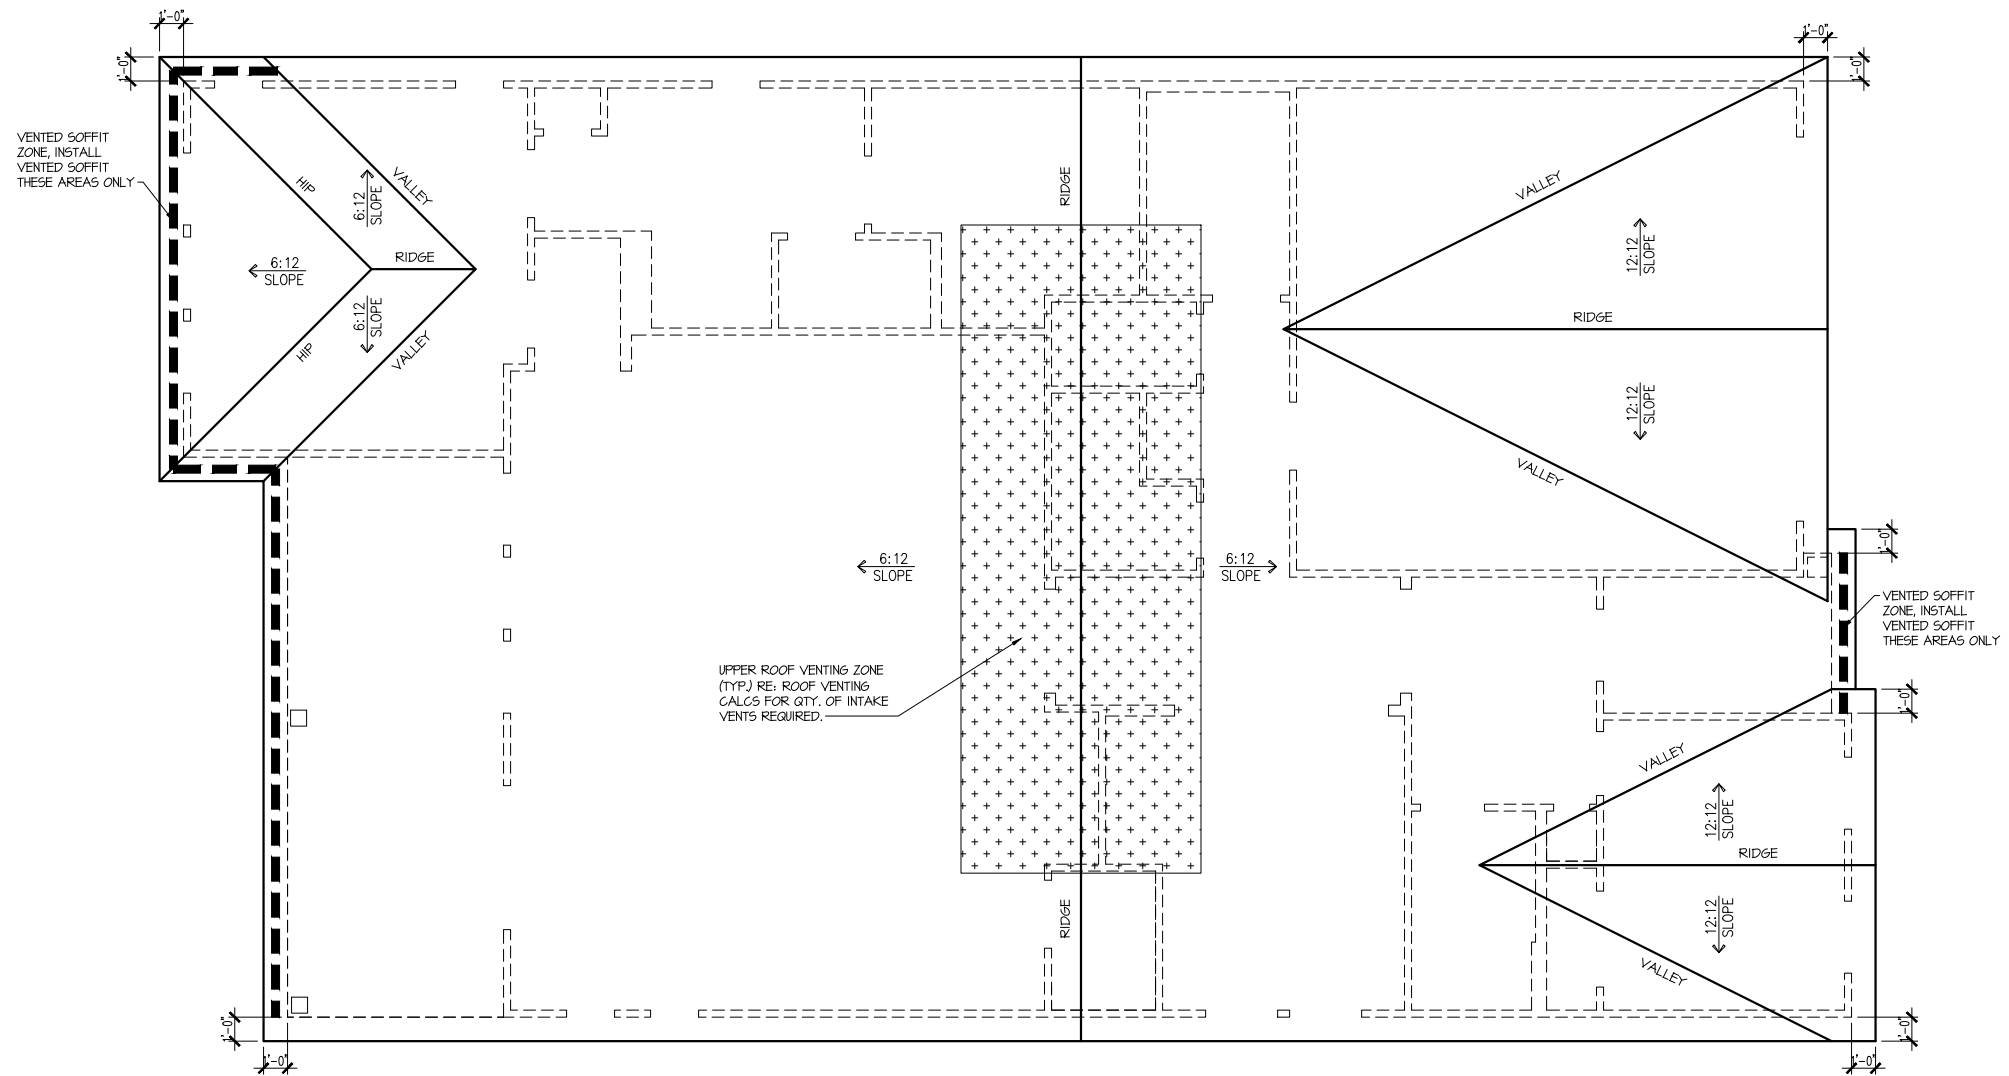 1'-0"
1'-0"
1'-0"
1'-0"
VENTED SOFFIT
ZONE, INSTALL
VENTED SOFFIT
THESE AREAS ONLY
HIP
6:12
SLOPE
VALLEY
RIDGE
VALLEY
6:12
SLOPE
RIDGE
12:12
SLOPE
6:12
SLOPE
HIP
VALLEY
RIDGE
12:12
SLOPE
VALLEY
1'-0"
6:12
SLOPE
6:12
SLOPE
VENTED SOFFIT
ZONE, INSTALL
VENTED SOFFIT
THESE AREAS ONLY
UPPER ROOF VENTING ZONE
(TYP.) RE: ROOF VENTING
CALCS FOR QTY. OF INTAKE
VENTS REQUIRED.
1'-0"
VALLEY
12:12
SLOPE
RIDGE
RIDGE
12:12
SLOPE
VALLEY
1'-0"
1'-0"
1'-0"
1'-0"